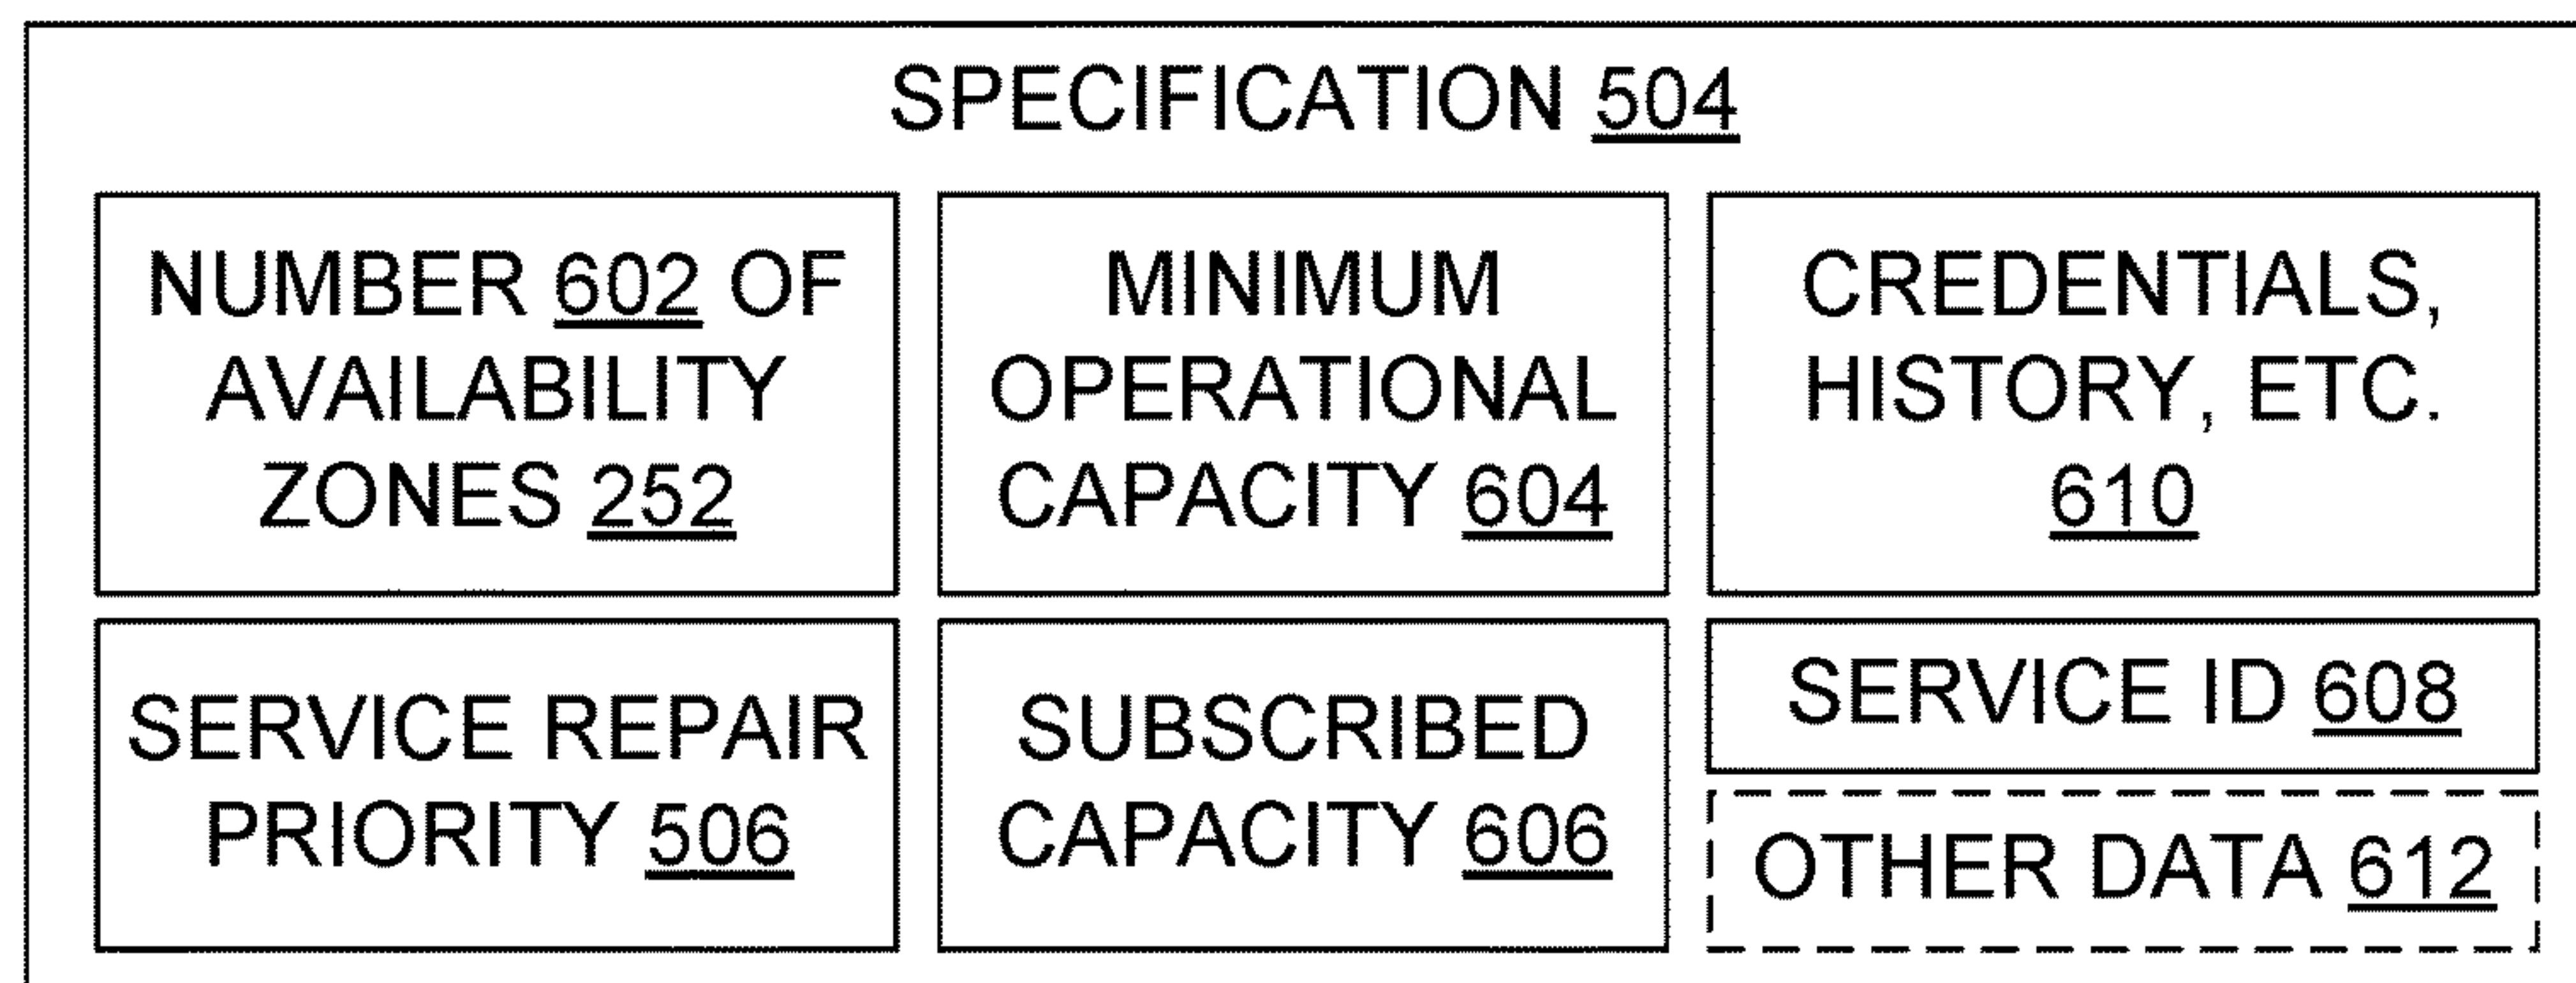 SPECIFICATION 504
NUMBER 602 OF
AVAILABILITY
ZONES 252
MINIMUM
OPERATIONAL
CAPACITY 604
CREDENTIALS,
HISTORY, ETC.
610
SERVICE REPAIR
PRIORITY 506
SUBSCRIBED
CAPACITY 606
SERVICE ID 608
OTHER DATA 612